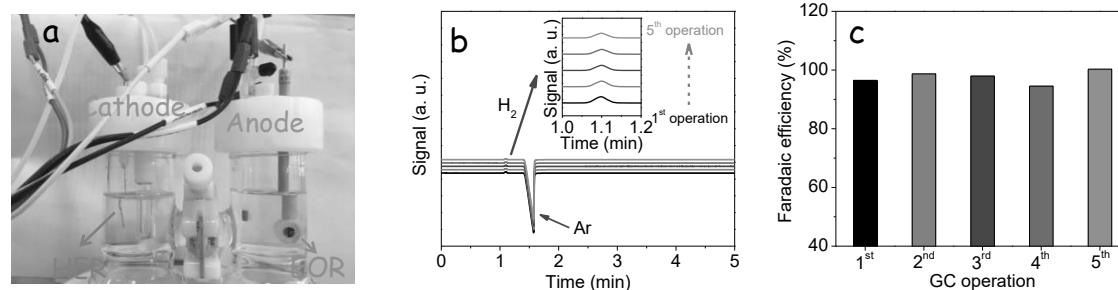 a
Cathode
Anode
HER
b
Signal (a. u.)
H2
Ar
0
1
2
3
4
5
Time (min)
Signal (a. u.)
5th operation
1st operation
1.0
1.1
1.2
Time (min)
c
Faradaic efficiency (%)
120
100
80
60
40
1st
2nd
3rd
4th
5th
GC operation